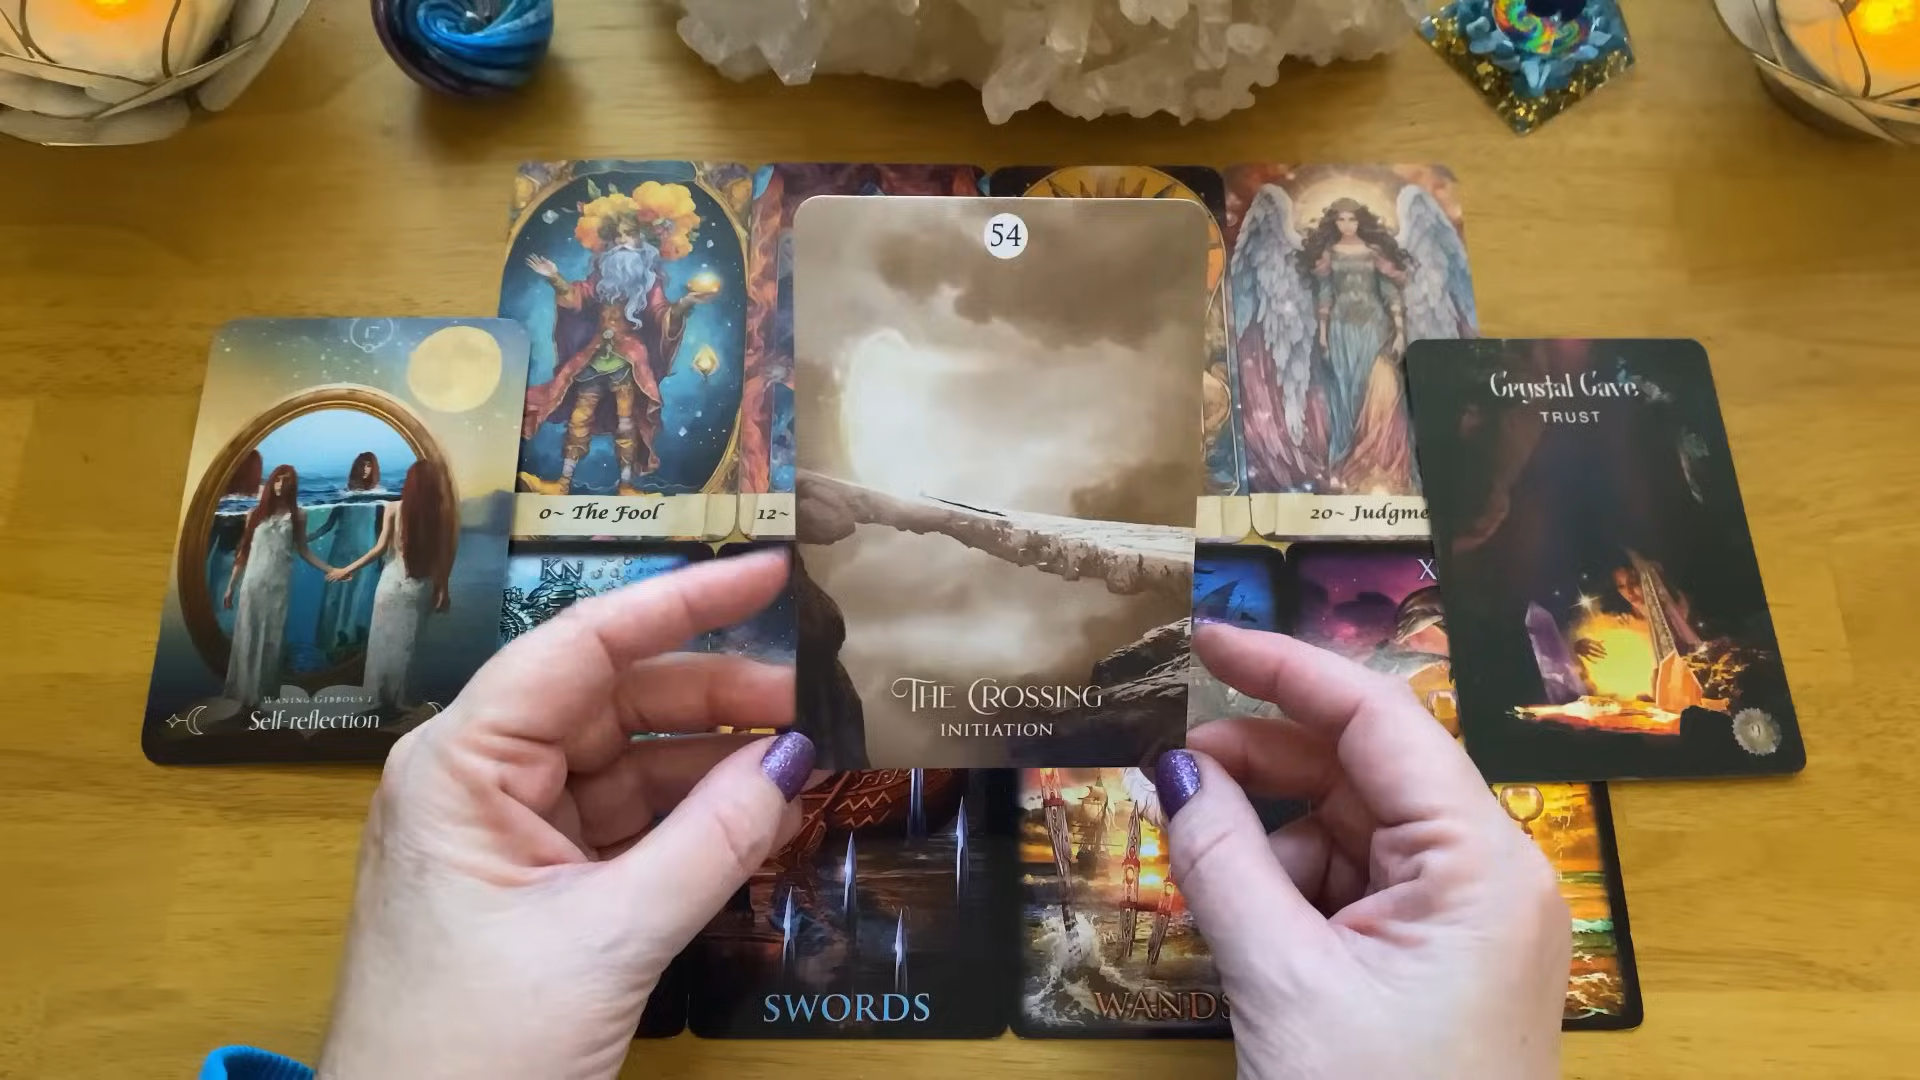 54
0~ The Fool
12~
20~ Judgme
Crystal Cave
TRUST
KN
X
THE CROSSING
INITIATION
WANING GIBBOUS I
Self-reflection
SWORDS
WANDS